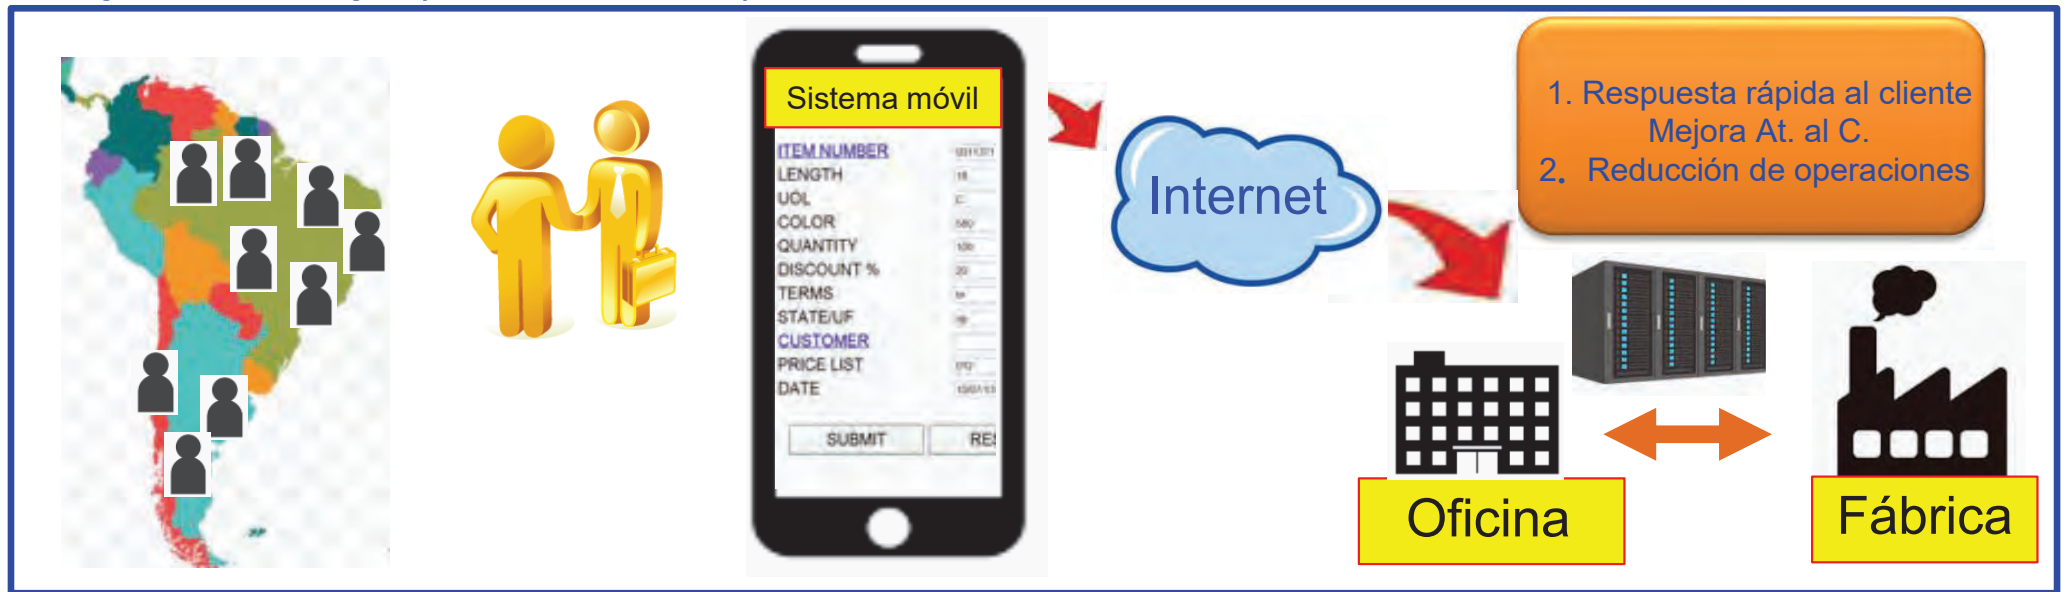 Sistema móvil
ITEM NUMBER
LENGTH
UOL
COLOR
QUANTITY
DISCOUNT %
TERMS
STATE/UF
CUSTOMER
PRICE LIST
DATE
SUBMIT
RES
Internet
1. Respuesta rápida al cliente
Mejora At. al C.
2. Reducción de operaciones
Oficina
Fábrica